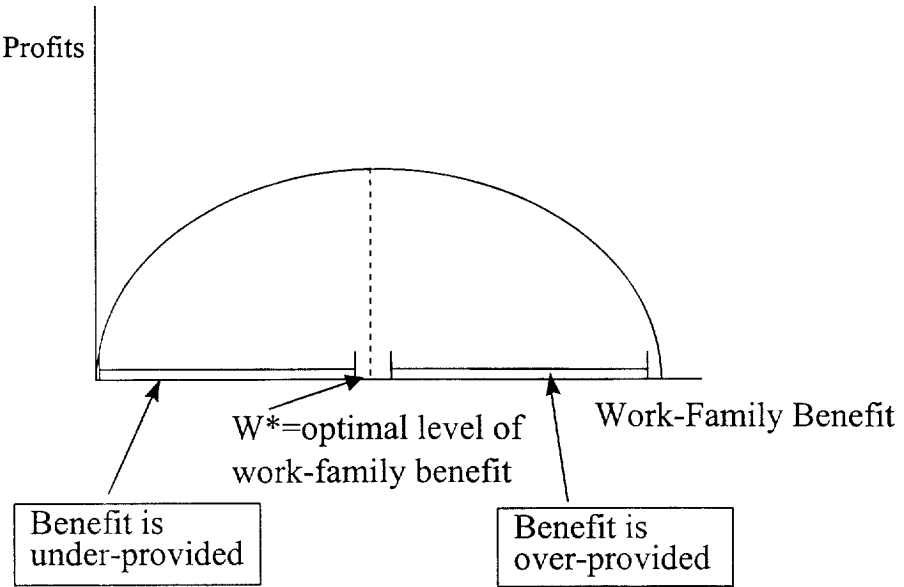 Profits
W*=optimal level of
work-family benefit
Work-Family Benefit
Benefit is
under-provided
Benefit is
over-provided